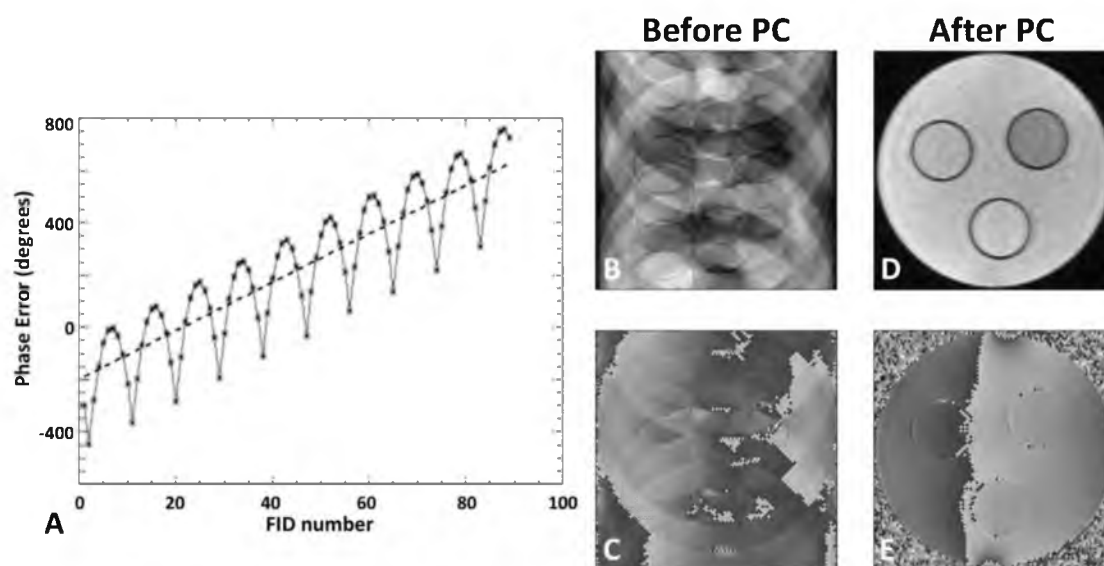 Before PC
After PC
800
400
0
-400
Phase Error (degrees)
0
20
40
60
80
100
FID number
A
B
D
C
E